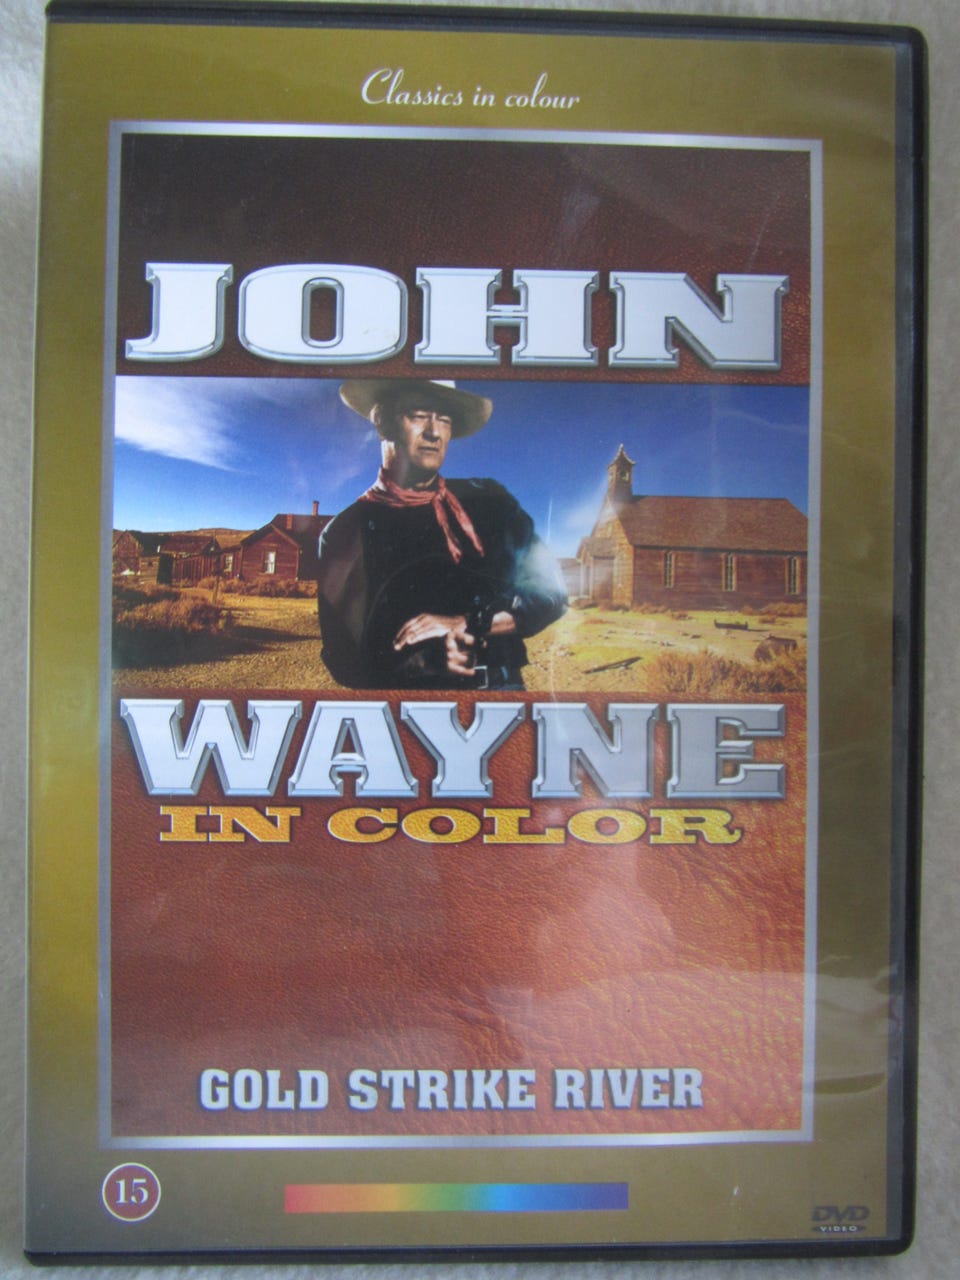 Classics in colour
JOHN
WAYNE
IN COLOR
GOLD STRIKE RIVER
15
DVD
VIDEO